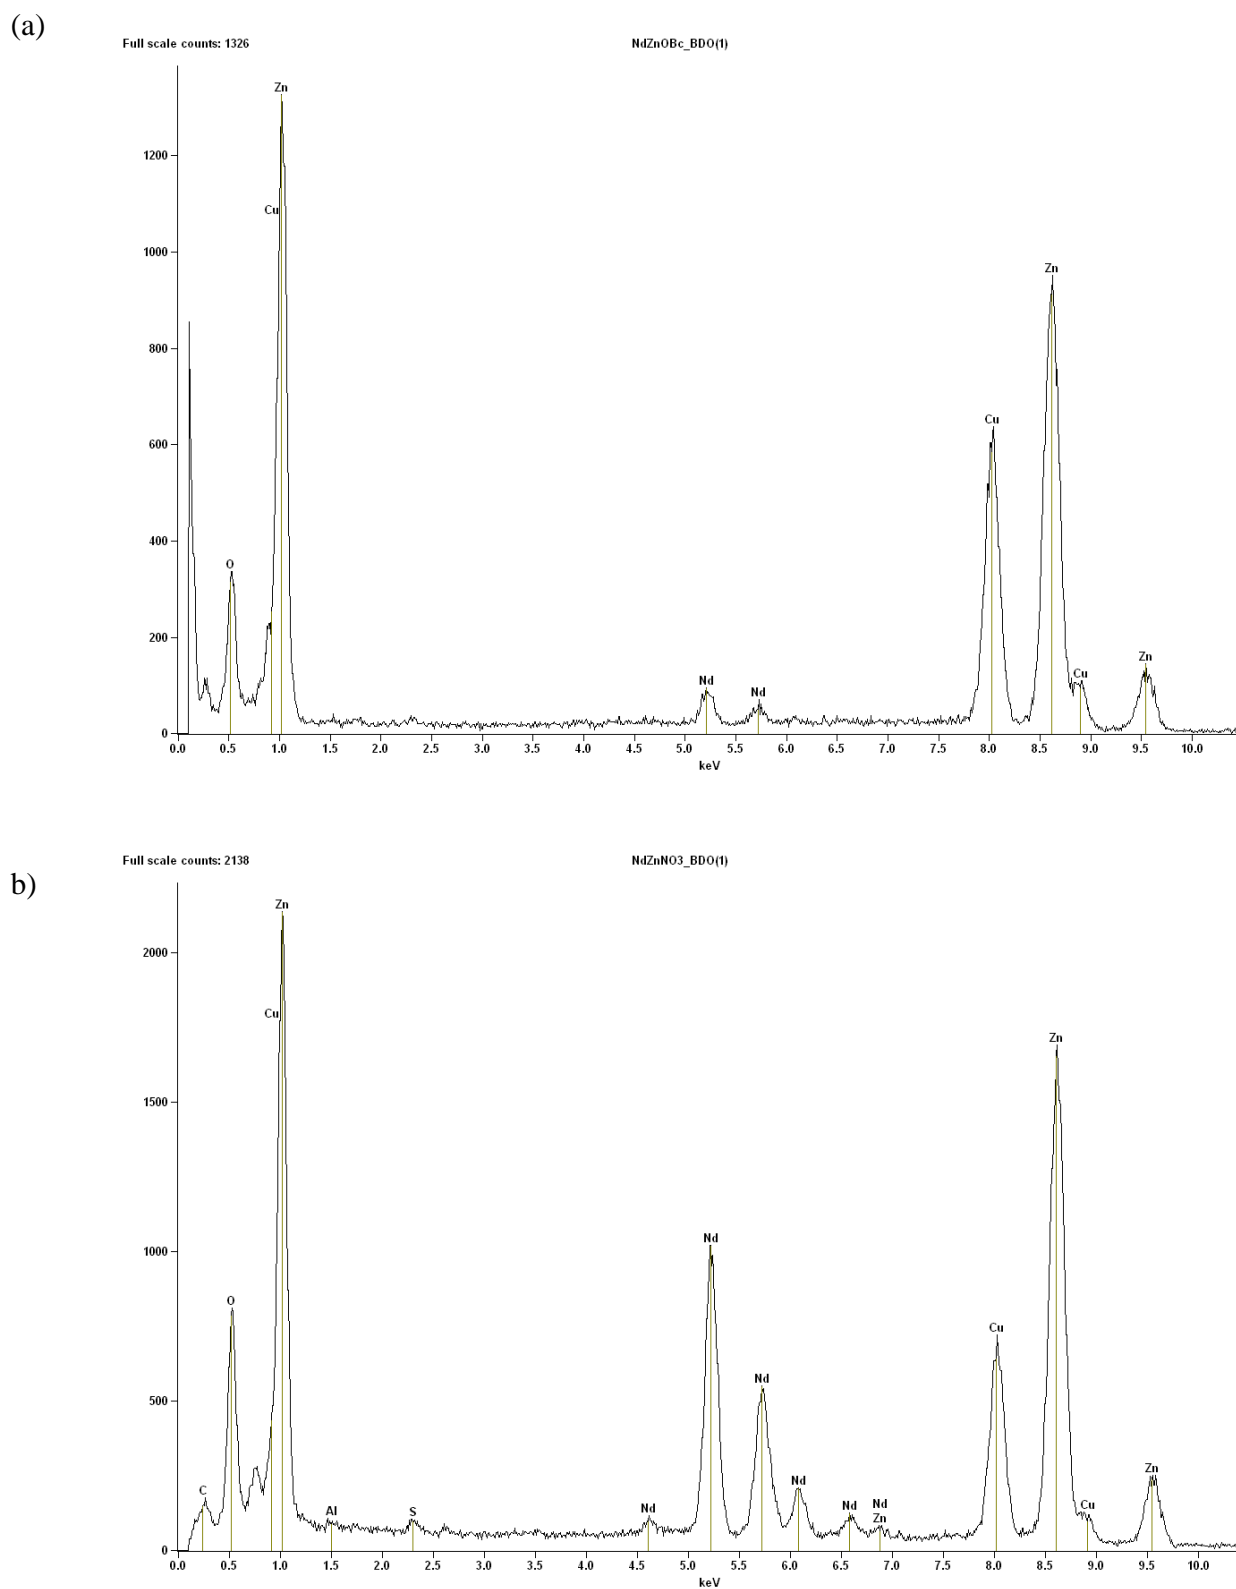 (a)
Full scale counts: 1326 NdZnOBc_BDO(1)
Zn
1200
Cu
1000
Zn
800
Cu
600
O
400
200
Nd
Nd
Cu
Zn
0
0.0 0.5 1.0 1.5 2.0 2.5 3.0 3.5 4.0 4.5 5.0 5.5 6.0 6.5 7.0 7.5 8.0 8.5 9.0 9.5 10.0
keV
Full scale counts: 2138 NdZnNO3_BDO(1)
b)
Zn
2000
Cu
Zn
1500
Nd
1000
O
Cu
Nd
500
C
Al
S
Nd
Nd
Nd
Nd
Zn
Cu
Zn
0
0.0 0.5 1.0 1.5 2.0 2.5 3.0 3.5 4.0 4.5 5.0 5.5 6.0 6.5 7.0 7.5 8.0 8.5 9.0 9.5 10.0
keV